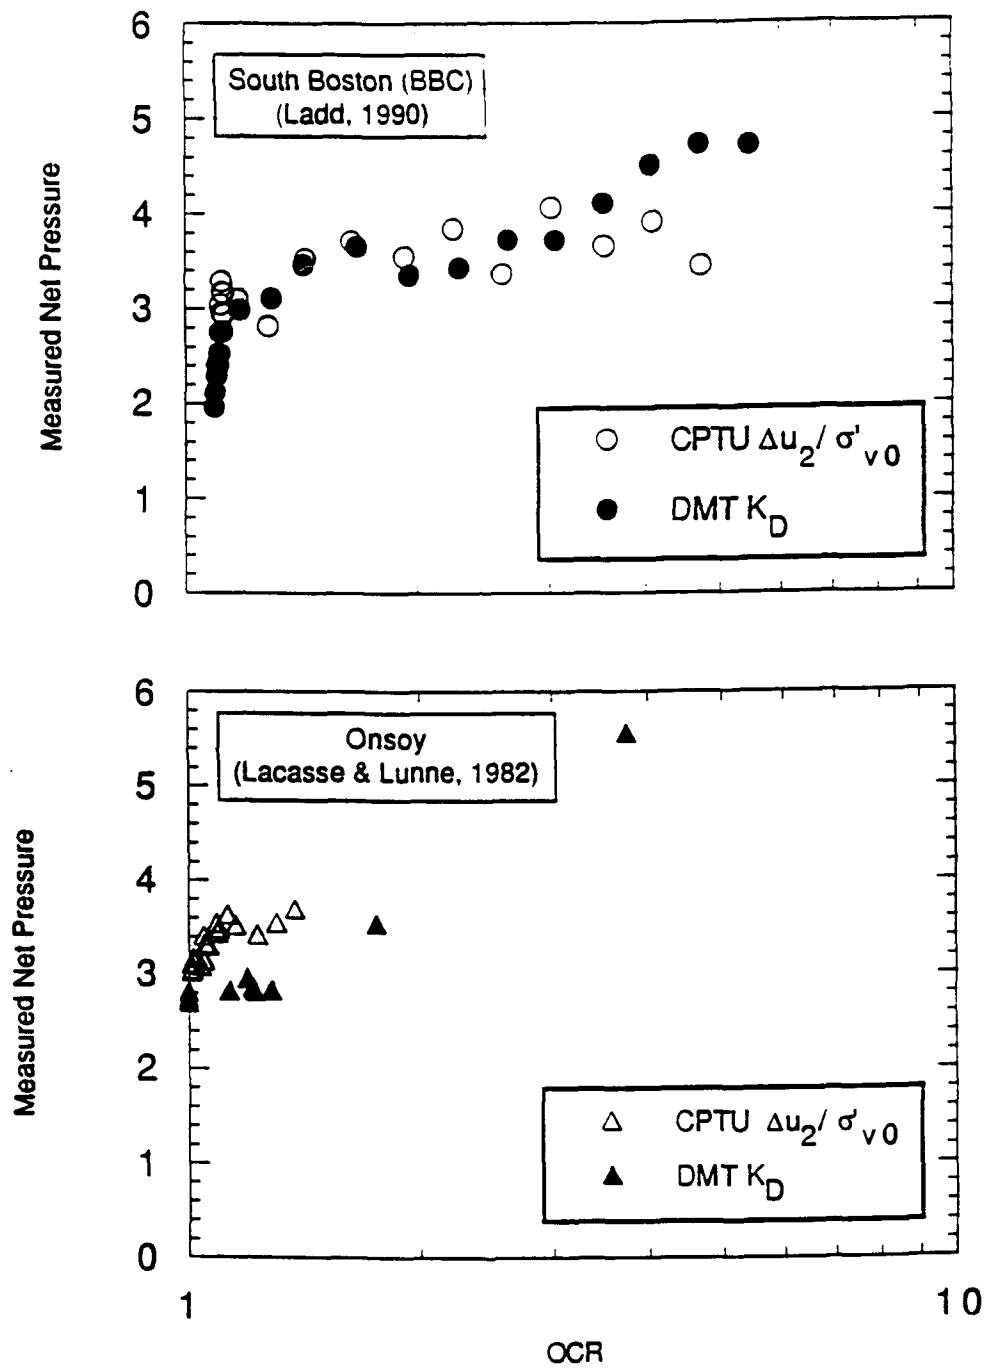 6
South Boston (BBC)
(Ladd, 1990)
5
4
3
2
1
0
Measured Net Pressure
CPTU Δu2/ σ'v0
DMT KD
6
Onsoy
(Lacasse & Lunne, 1982)
5
4
3
2
1
0
Measured Net Pressure
CPTU Δu2/ σ'v0
DMT KD
1
10
OCR